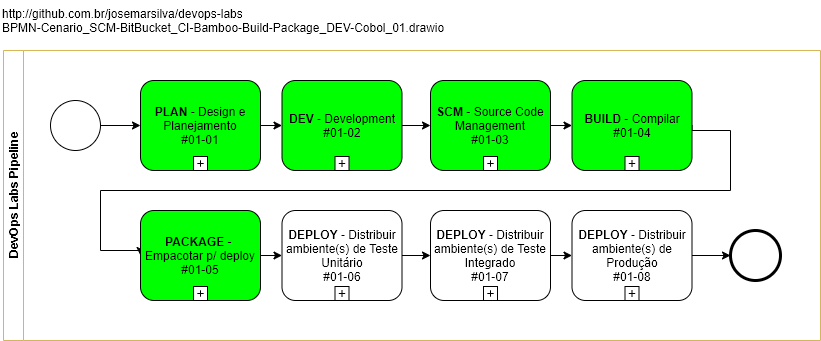 http://github.com.br/josemarsilva/devops-labs
BPMN-Cenario_SCM-BitBucket_CI-Bamboo-Build-Package_DEV-Cobol_01.drawio
DevOps Labs Pipeline
PLAN - Design e
Planejamento
#01-01
+
DEV - Development
#01-02
+
SCM - Source Code
Management
#01-03
+
BUILD - Compilar
#01-04
+
PACKAGE -
Empacotar p/ deploy
#01-05
+
DEPLOY - Distribuir
ambiente(s) de Teste
Unitário
#01-06
+
DEPLOY - Distribuir
ambiente(s) de Teste
Integrado
#01-07
+
DEPLOY - Distribuir
ambiente(s) de
Produção
#01-08
+